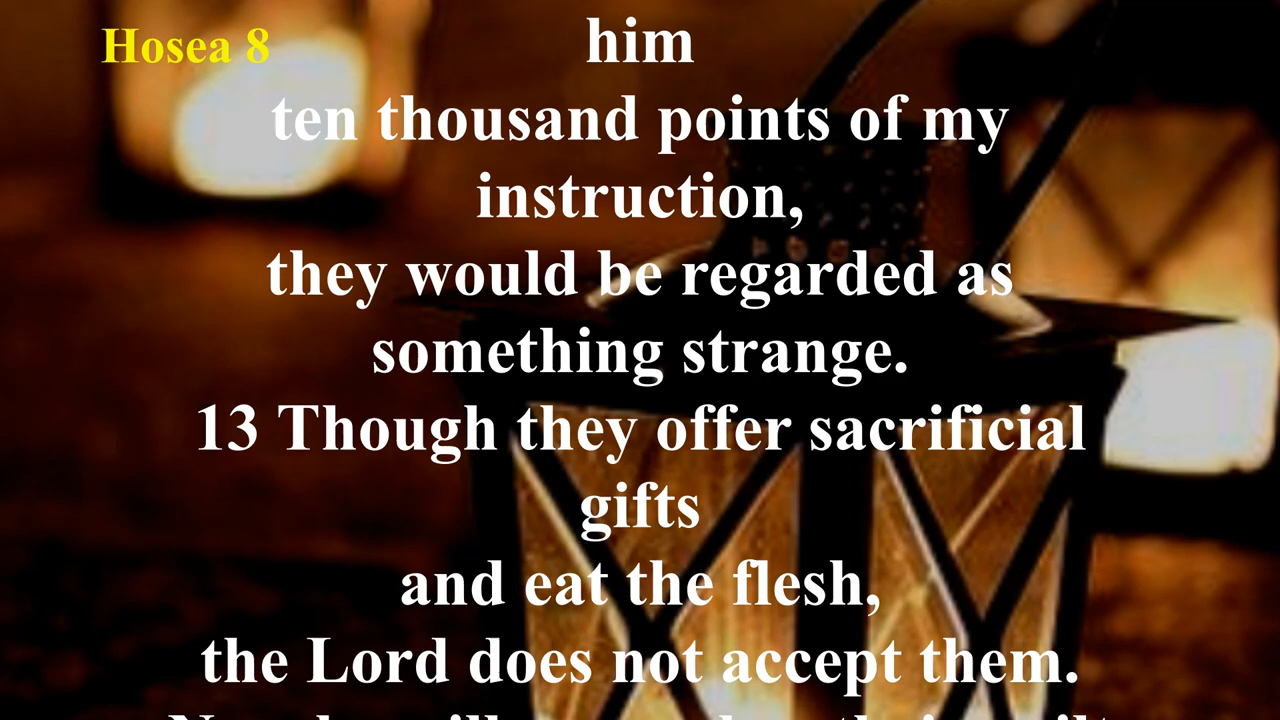 Hosea 8
him
ten thousand points of my
instruction,
they would be regarded as
something strange.
13 Though they offer sacrificial
gifts
and eat the flesh,
the Lord does not accept them.